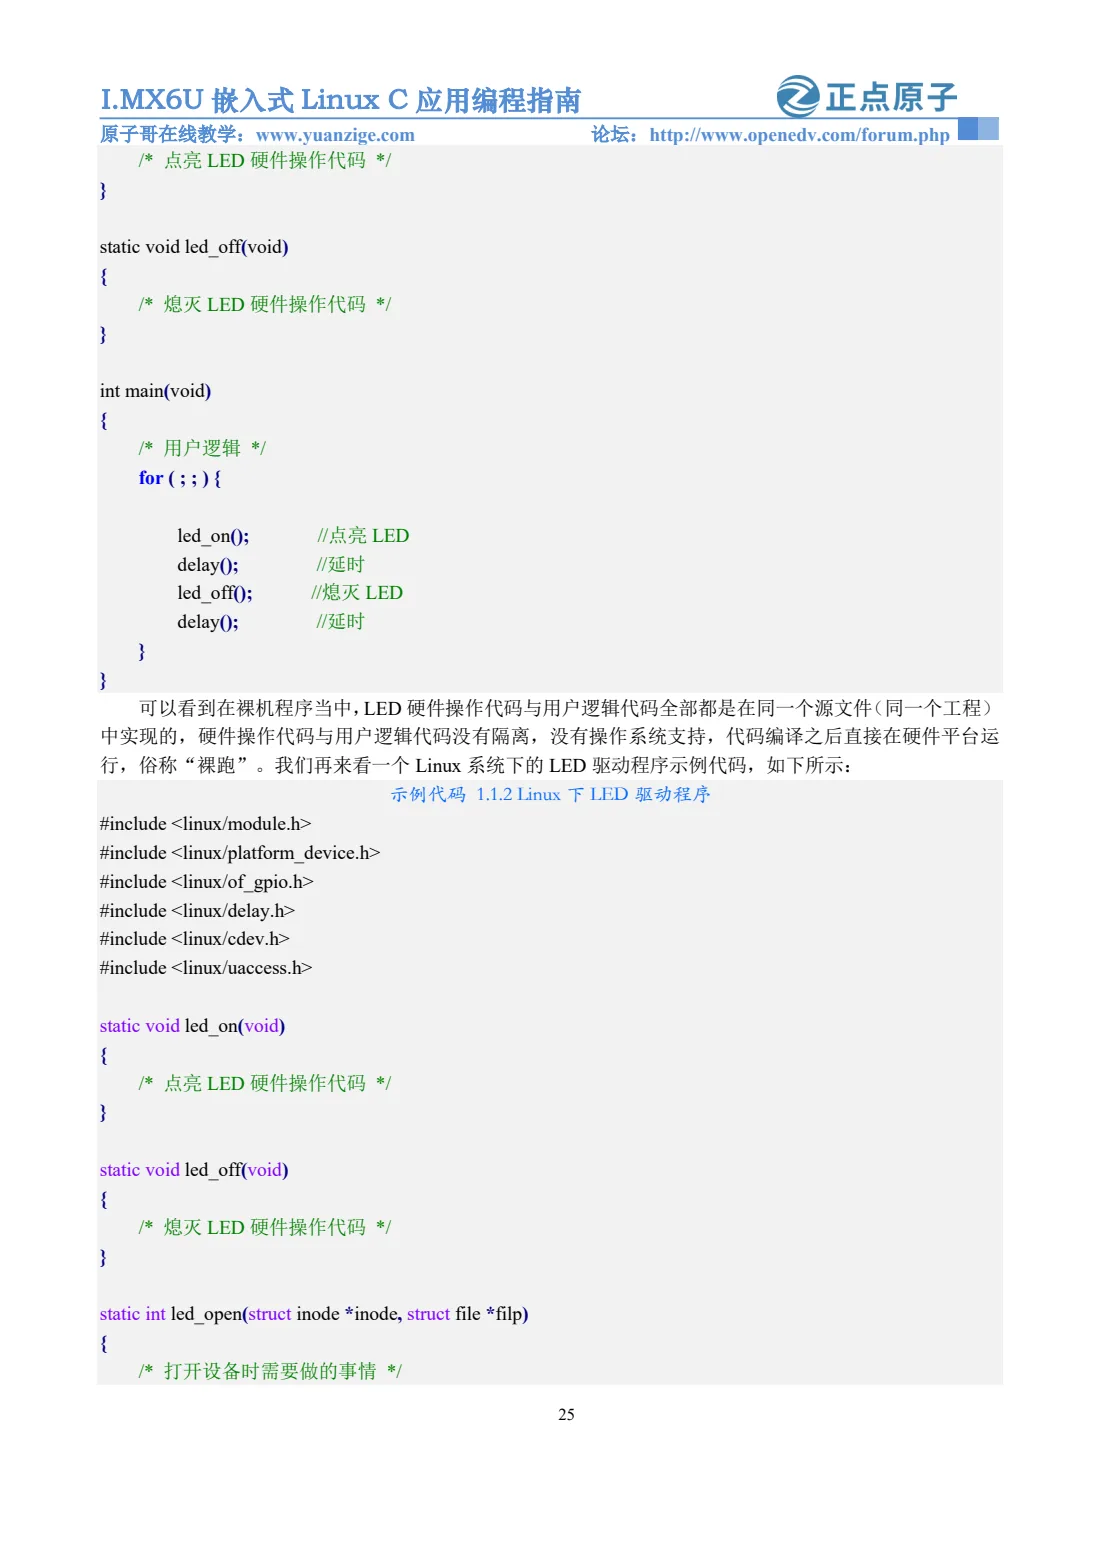 I.MX6U 嵌入式 Linux C 应用编程指南
正点原子
原子哥在线教学：www.yuanzige.com 论坛：http://www.openedv.com/forum.php
/* 点亮 LED 硬件操作代码 */
}
static void led_off(void)
{
/* 熄灭 LED 硬件操作代码 */
}
int main(void)
{
/* 用户逻辑 */
for ( ; ; ) {
led_on(); //点亮 LED
delay(); //延时
led_off(); //熄灭 LED
delay(); //延时
}
}
可以看到在裸机程序当中，LED 硬件操作代码与用户逻辑代码全部都是在同一个源文件（同一个工程）
中实现的，硬件操作代码与用户逻辑代码没有隔离，没有操作系统支持，代码编译之后直接在硬件平台运
行，俗称“裸跑”。我们再来看一个 Linux 系统下的 LED 驱动程序示例代码，如下所示：
示例代码 1.1.2 Linux 下 LED 驱动程序
#include <linux/module.h>
#include <linux/platform_device.h>
#include <linux/of_gpio.h>
#include <linux/delay.h>
#include <linux/cdev.h>
#include <linux/uaccess.h>
static void led_on(void)
{
/* 点亮 LED 硬件操作代码 */
}
static void led_off(void)
{
/* 熄灭 LED 硬件操作代码 */
}
static int led_open(struct inode *inode, struct file *filp)
{
/* 打开设备时需要做的事情 */
25